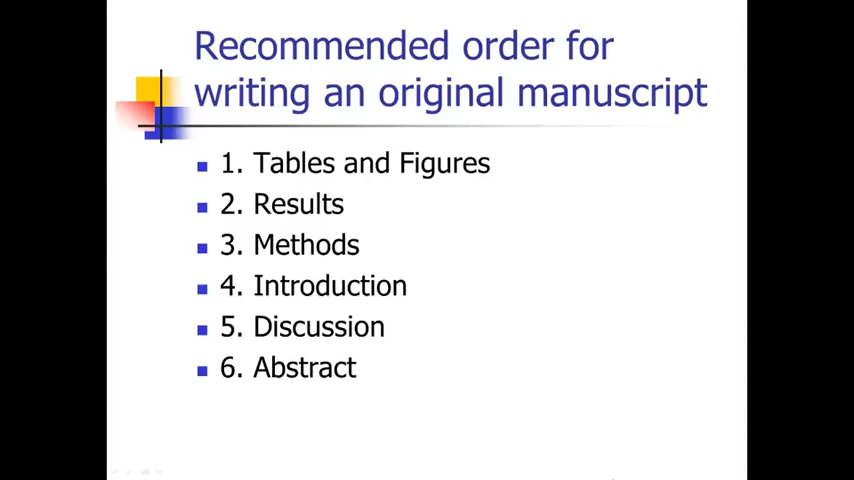 Recommended order for
writing an original manuscript
1. Tables and Figures
2. Results
3. Methods
4. Introduction
5. Discussion
6. Abstract